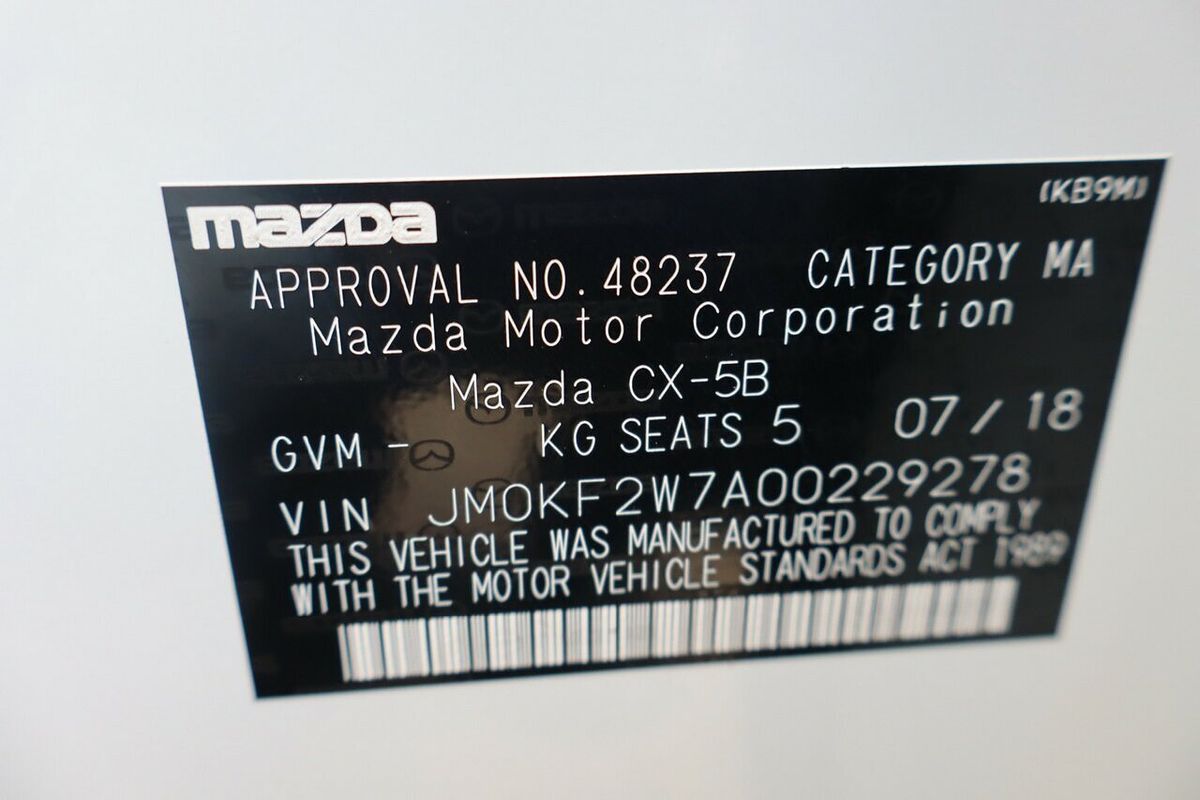 mazda (KB9M)
APPROVAL NO. 48237 CATEGORY MA
Mazda Motor Corporation
Mazda CX-5B
GVM - KG SEATS 5 07/18
VIN JM0KF2W7A00229278
THIS VEHICLE WAS MANUFACTURED TO COMPLY
WITH THE MOTOR VEHICLE STANDARDS ACT 1989